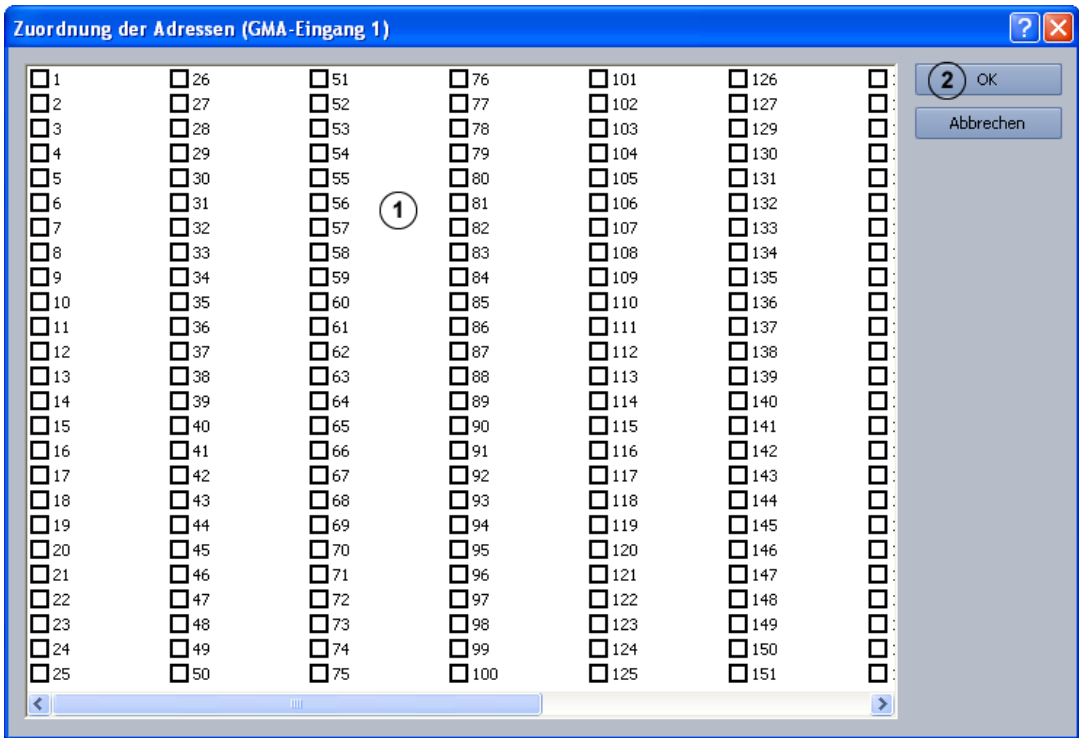 Zuordnung der Adressen (GMA-Eingang 1)
1 26 51 76 101 126 2 OK
2 27 52 77 102 127
3 28 53 78 103 129 Abbrechen
4 29 54 79 104 130
5 30 55 80 105 131
6 31 56 1 81 106 132
7 32 57 82 107 133
8 33 58 83 108 134
9 34 59 84 109 135
10 35 60 85 110 136
11 36 61 86 111 137
12 37 62 87 112 138
13 38 63 88 113 139
14 39 64 89 114 140
15 40 65 90 115 141
16 41 66 91 116 142
17 42 67 92 117 143
18 43 68 93 118 144
19 44 69 94 119 145
20 45 70 95 120 146
21 46 71 96 121 147
22 47 72 97 122 148
23 48 73 98 123 149
24 49 74 99 124 150
25 50 75 100 125 151